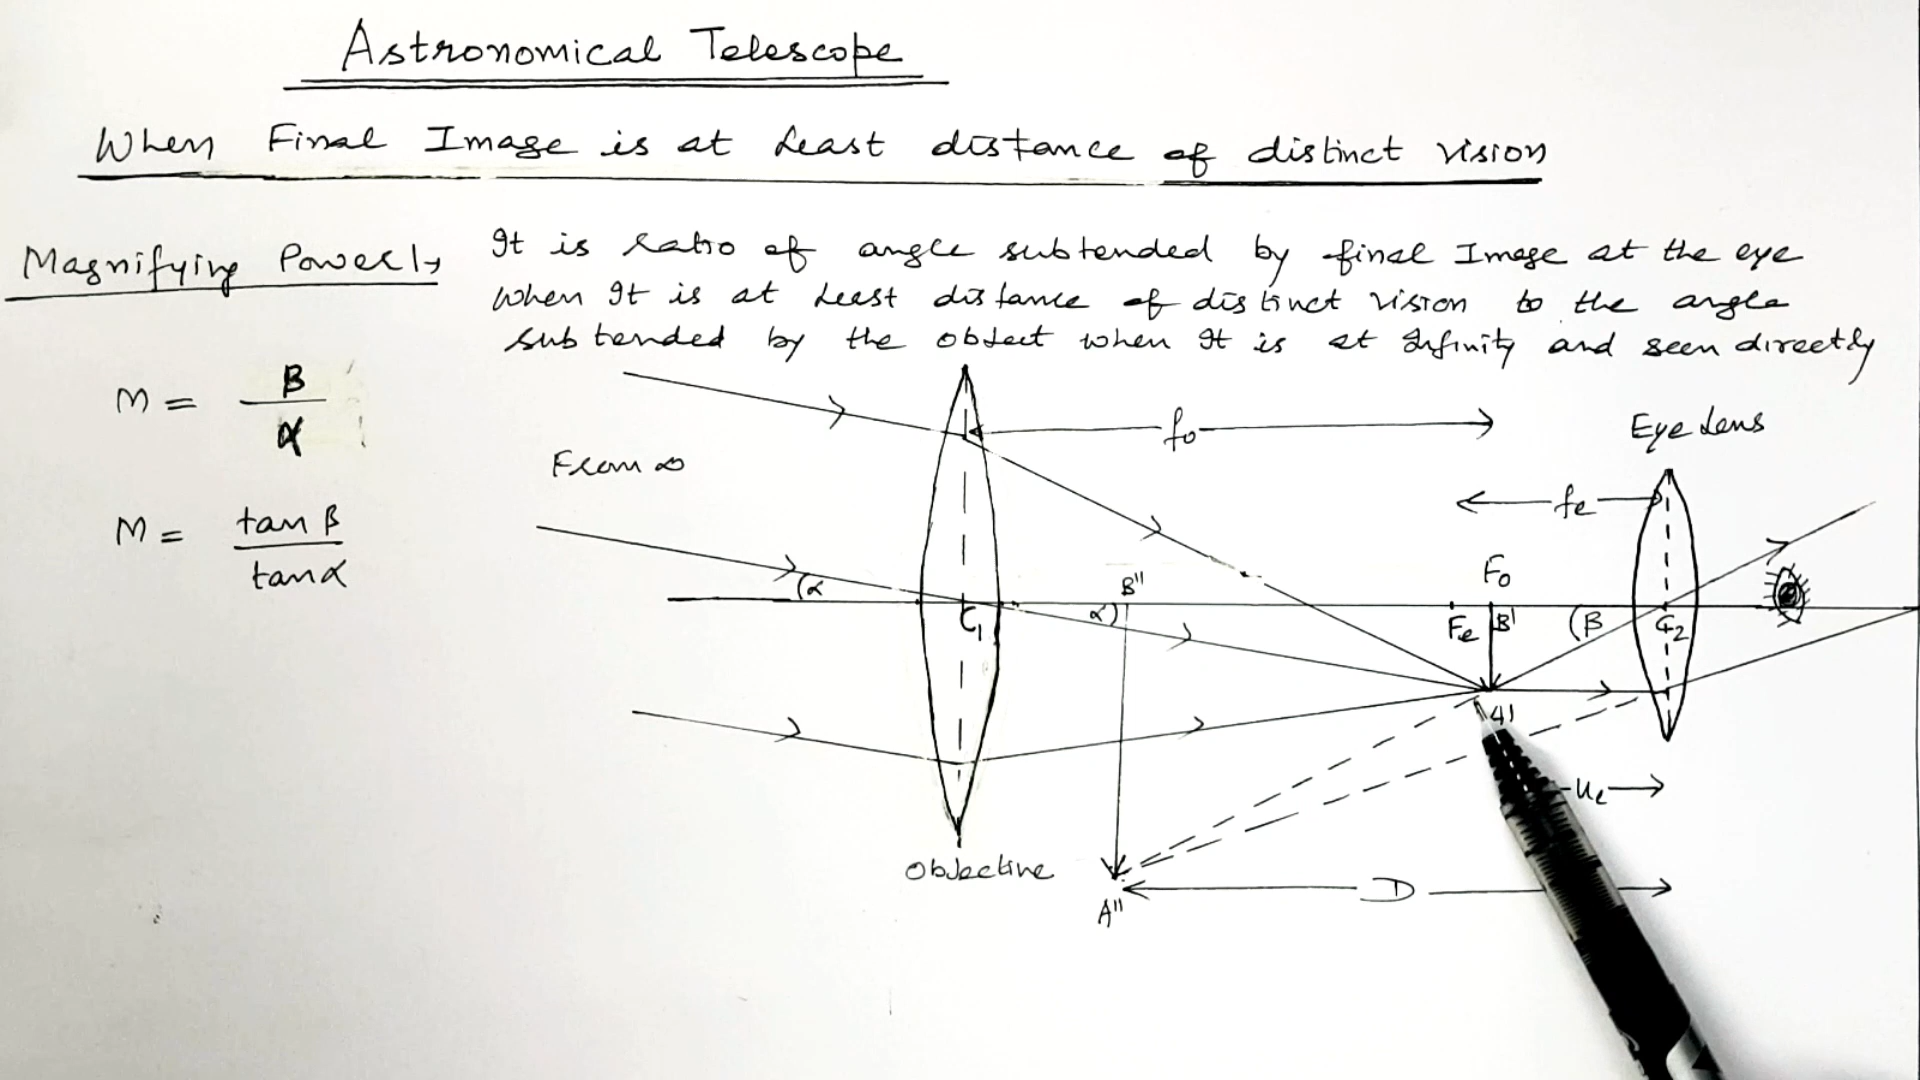 Astronomical Telescope
When Final Image is at Least distance of distinct vision
Magnifying Power :-
It is ratio of angle subtended by final Image at the eye
When It is at Least distance of distinct vision to the angle
subtended by the object when It is at Infinity and seen directly
M = β / α
M = tan β / tan α
From ∞
fo
Eye Lens
fe
Fo
(α
C1
α)
B"
Fe
B'
(β
C2
A'
ue
Objective
D
A"